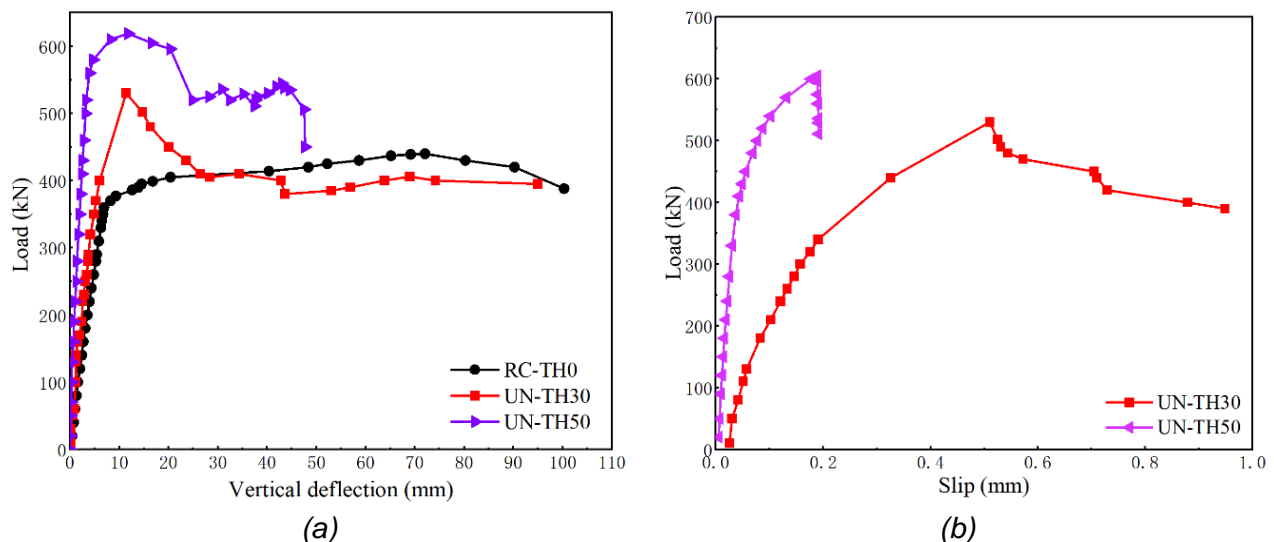 600
500
400
300
200
100
0
Load (kN)
RC-TH0
UN-TH30
UN-TH50
0 10 20 30 40 50 60 70 80 90 100 110
Vertical deflection (mm)
(a)
700
600
500
400
300
200
100
0
Load (kN)
UN-TH30
UN-TH50
0.0 0.2 0.4 0.6 0.8 1.0
Slip (mm)
(b)